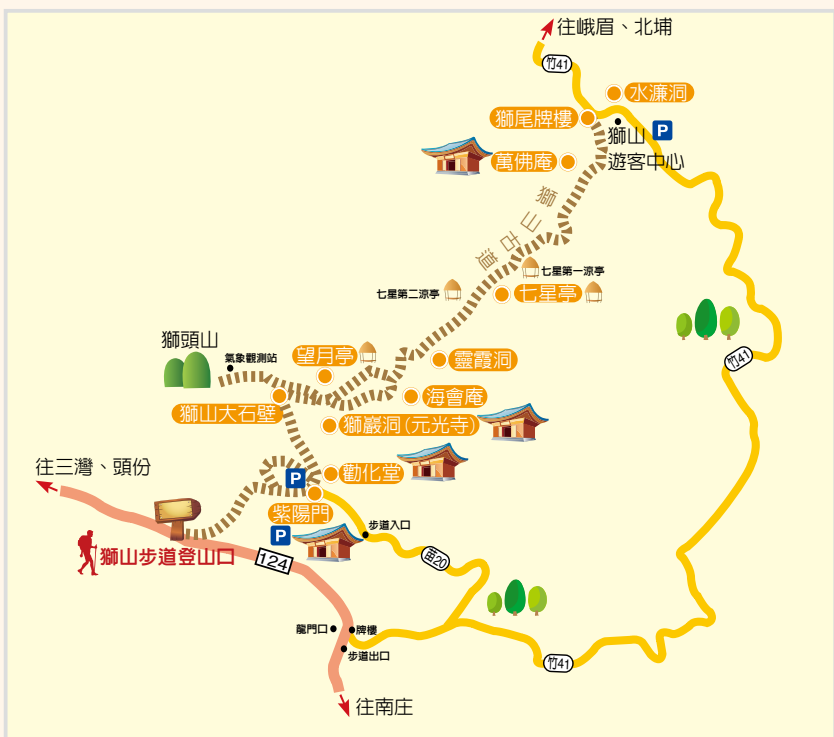 往峨眉、北埔
竹41
水濂洞
獅尾牌樓
P
獅山
遊客中心
萬佛庵
獅山古道
七星第一涼亭
七星第二涼亭
七星亭
獅頭山
氣象觀測站
望月亭
靈霞洞
竹41
海會庵
獅山大石壁
獅巖洞(元光寺)
往三灣、頭份
勸化堂
P
紫陽門
步道入口
P
獅山步道登山口
124
苗20
龍門口
牌樓
步道出口
竹41
往南庄